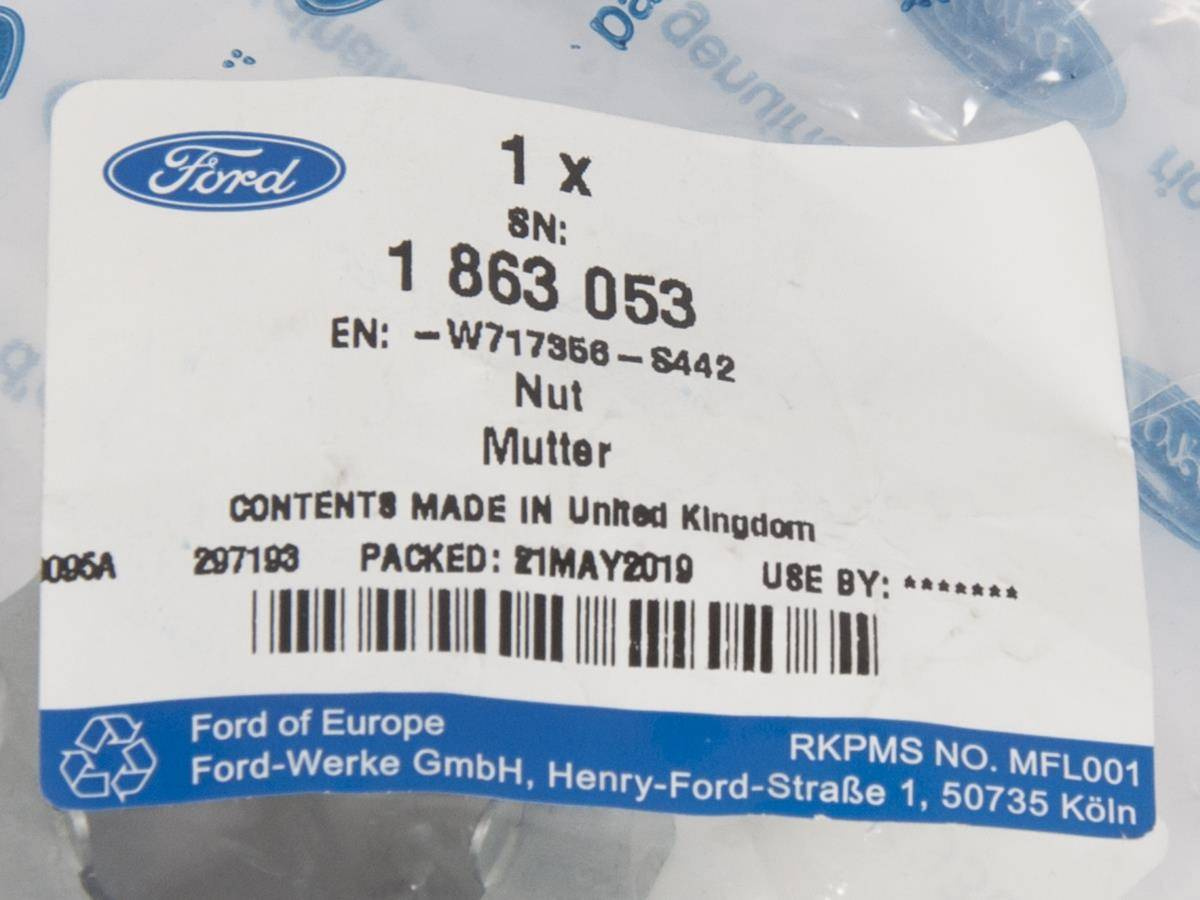 Ford
1 x
SN:
1 863 053
EN: -W717356-S442
Nut
Mutter
CONTENTS MADE IN United Kingdom
297193 PACKED: 21MAY2019 USE BY: *******
Ford of Europe
RKPMS NO. MFL001
Ford-Werke GmbH, Henry-Ford-Straße 1, 50735 Köln